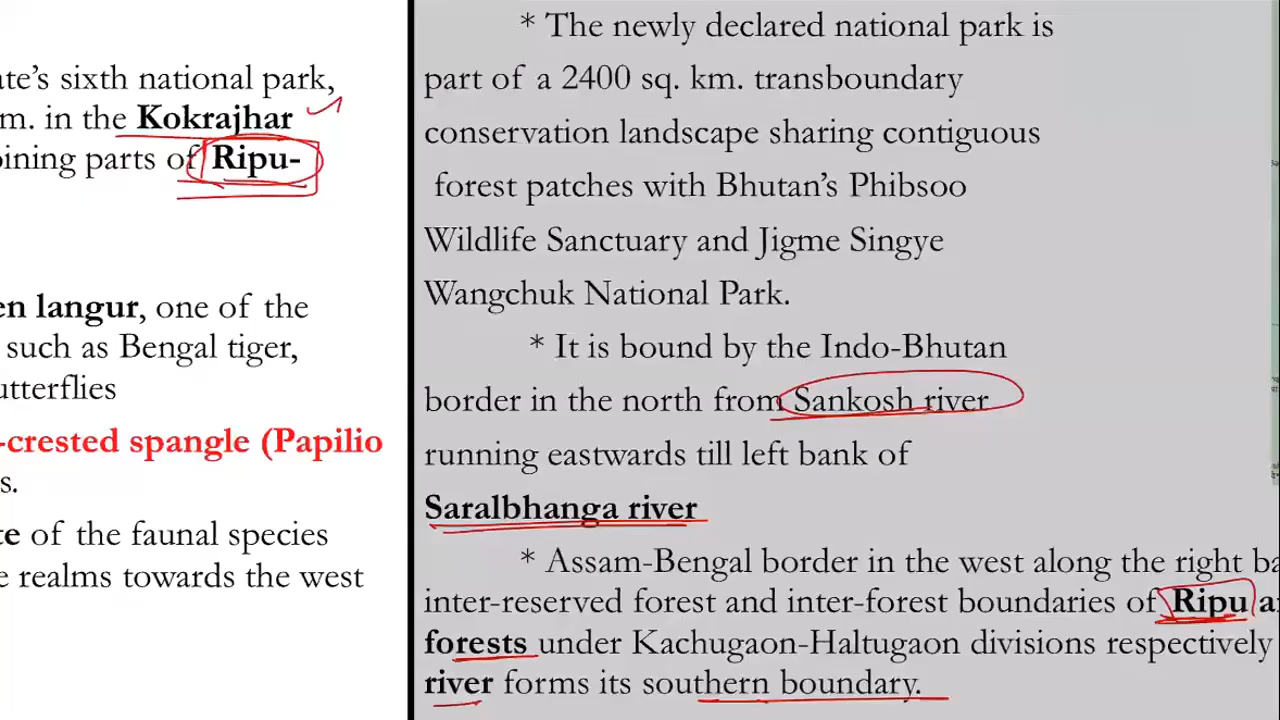 ate's sixth national park,
m. in the Kokrajhar
ining parts of Ripu-
en langur, one of the
such as Bengal tiger,
utterflies
-crested spangle (Papilio
s.
te of the faunal species
e realms towards the west
* The newly declared national park is
part of a 2400 sq. km. transboundary
conservation landscape sharing contiguous
forest patches with Bhutan's Phibsoo
Wildlife Sanctuary and Jigme Singye
Wangchuk National Park.
* It is bound by the Indo-Bhutan
border in the north from Sankosh river
running eastwards till left bank of
Saralbhanga river
* Assam-Bengal border in the west along the right ba
inter-reserved forest and inter-forest boundaries of Ripu a
forests under Kachugaon-Haltugaon divisions respectively
river forms its southern boundary.